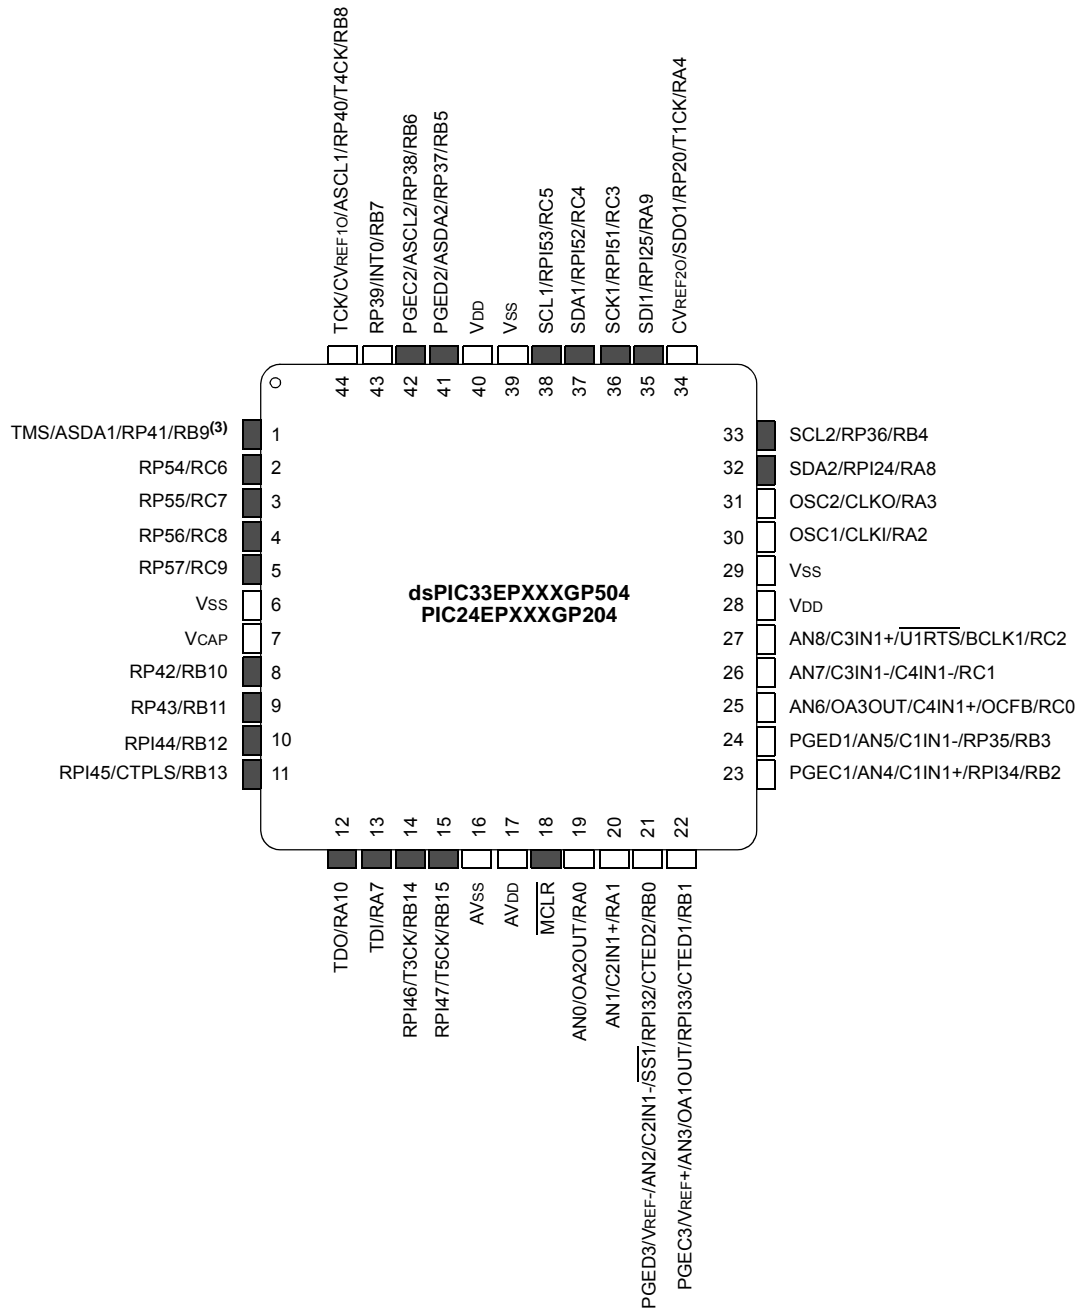 TCK/CVREF1O/ASCL1/RP40/T4CK/RB8
RP39/INT0/RB7
PGEC2/ASCL2/RP38/RB6
PGED2/ASDA2/RP37/RB5
VDD
VSS
SCL1/RPI53/RC5
SDA1/RPI52/RC4
SCK1/RPI51/RC3
SDI1/RPI25/RA9
CVREF2O/SDO1/RP20/T1CK/RA4
44
43
42
41
40
39
38
37
36
35
34
TMS/ASDA1/RP41/RB9(3) 1
RP54/RC6 2
RP55/RC7 3
RP56/RC8 4
RP57/RC9 5
VSS 6
VCAP 7
RP42/RB10 8
RP43/RB11 9
RPI44/RB12 10
RPI45/CTPLS/RB13 11
dsPIC33EPXXXGP504
PIC24EPXXXGP204
33 SCL2/RP36/RB4
32 SDA2/RPI24/RA8
31 OSC2/CLKO/RA3
30 OSC1/CLKI/RA2
29 VSS
28 VDD
27 AN8/C3IN1+/U1RTS/BCLK1/RC2
26 AN7/C3IN1-/C4IN1-/RC1
25 AN6/OA3OUT/C4IN1+/OCFB/RC0
24 PGED1/AN5/C1IN1-/RP35/RB3
23 PGEC1/AN4/C1IN1+/RPI34/RB2
12
13
14
15
16
17
18
19
20
21
22
TDO/RA10
TDI/RA7
RPI46/T3CK/RB14
RPI47/T5CK/RB15
AVSS
AVDD
MCLR
AN0/OA2OUT/RA0
AN1/C2IN1+/RA1
PGED3/VREF-/AN2/C2IN1-/SS1/RPI32/CTED2/RB0
PGEC3/VREF+/AN3/OA1OUT/RPI33/CTED1/RB1